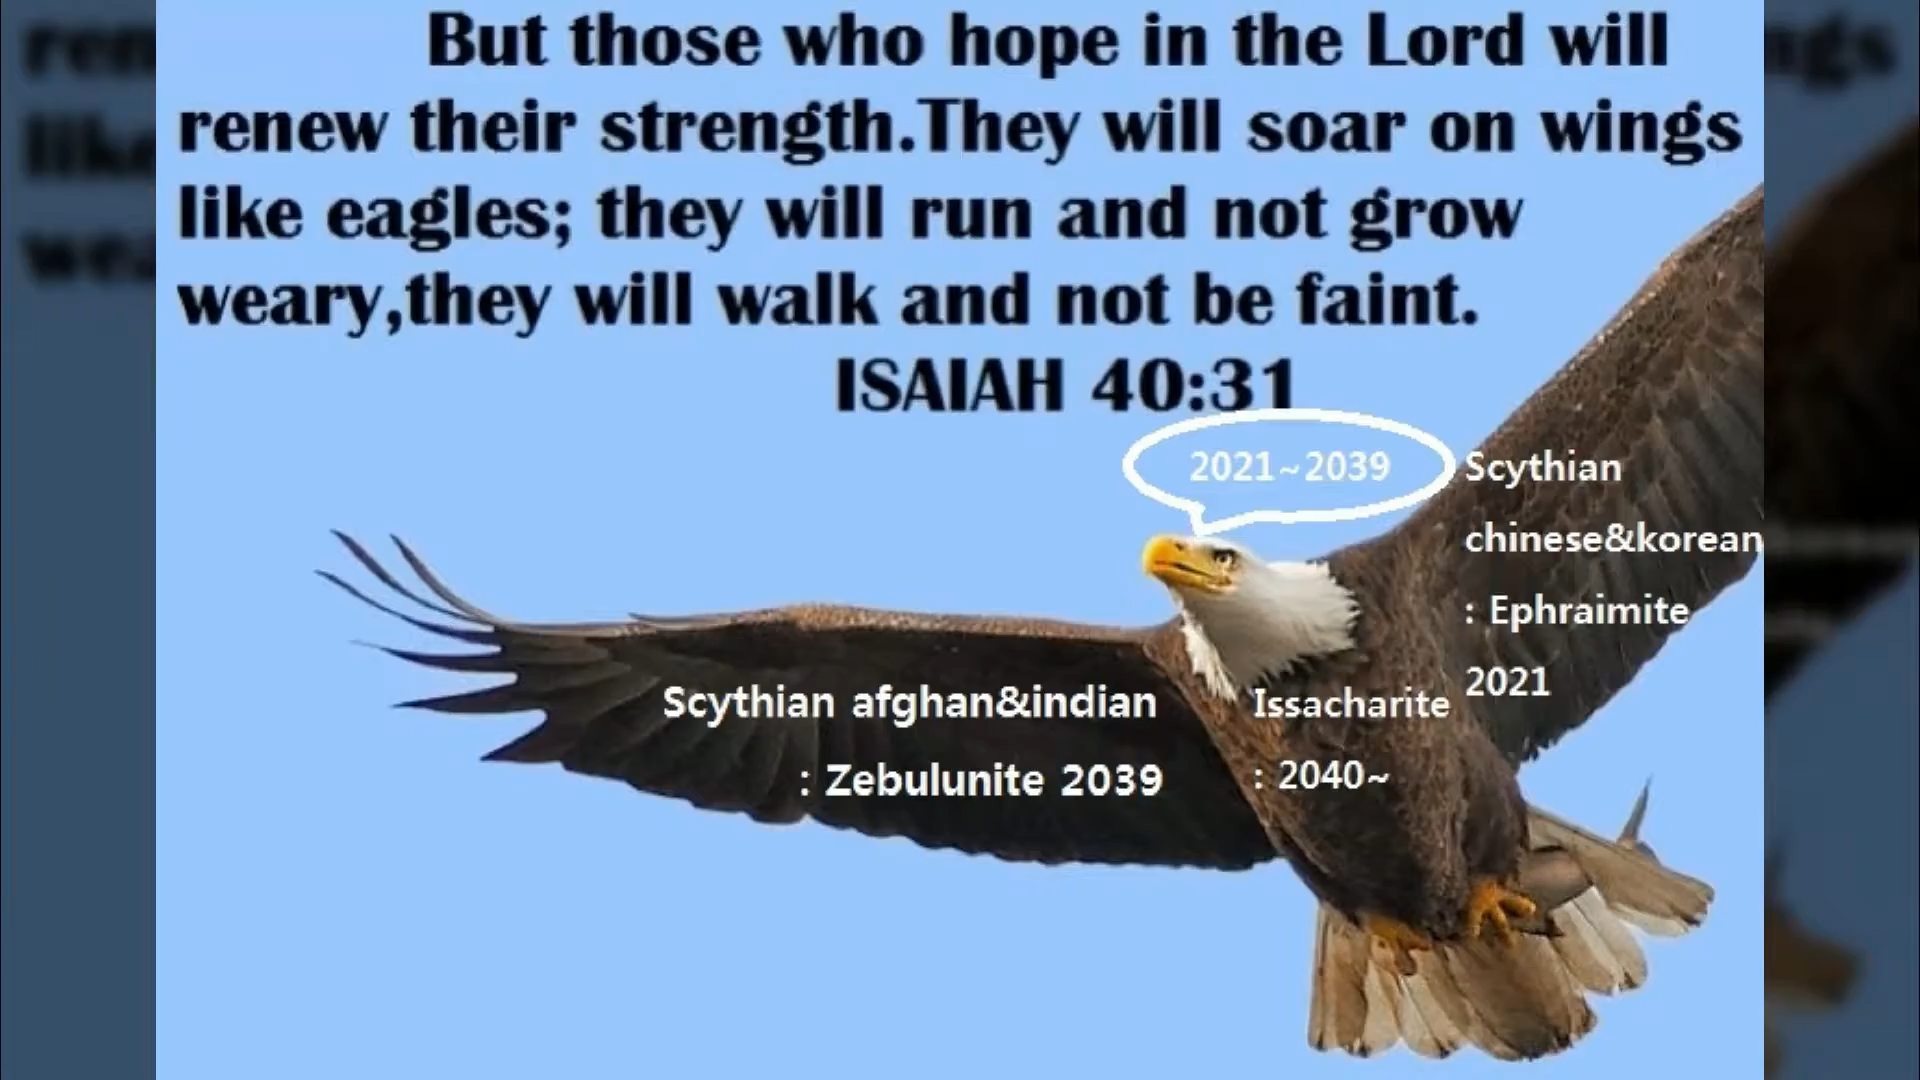 But those who hope in the Lord will
renew their strength.They will soar on wings
like eagles; they will run and not grow
weary,they will walk and not be faint.
ISAIAH 40:31
2021~2039
Scythian
chinese&korean
: Ephraimite
2021
Scythian afghan&indian
: Zebulunite 2039
Issacharite
: 2040~